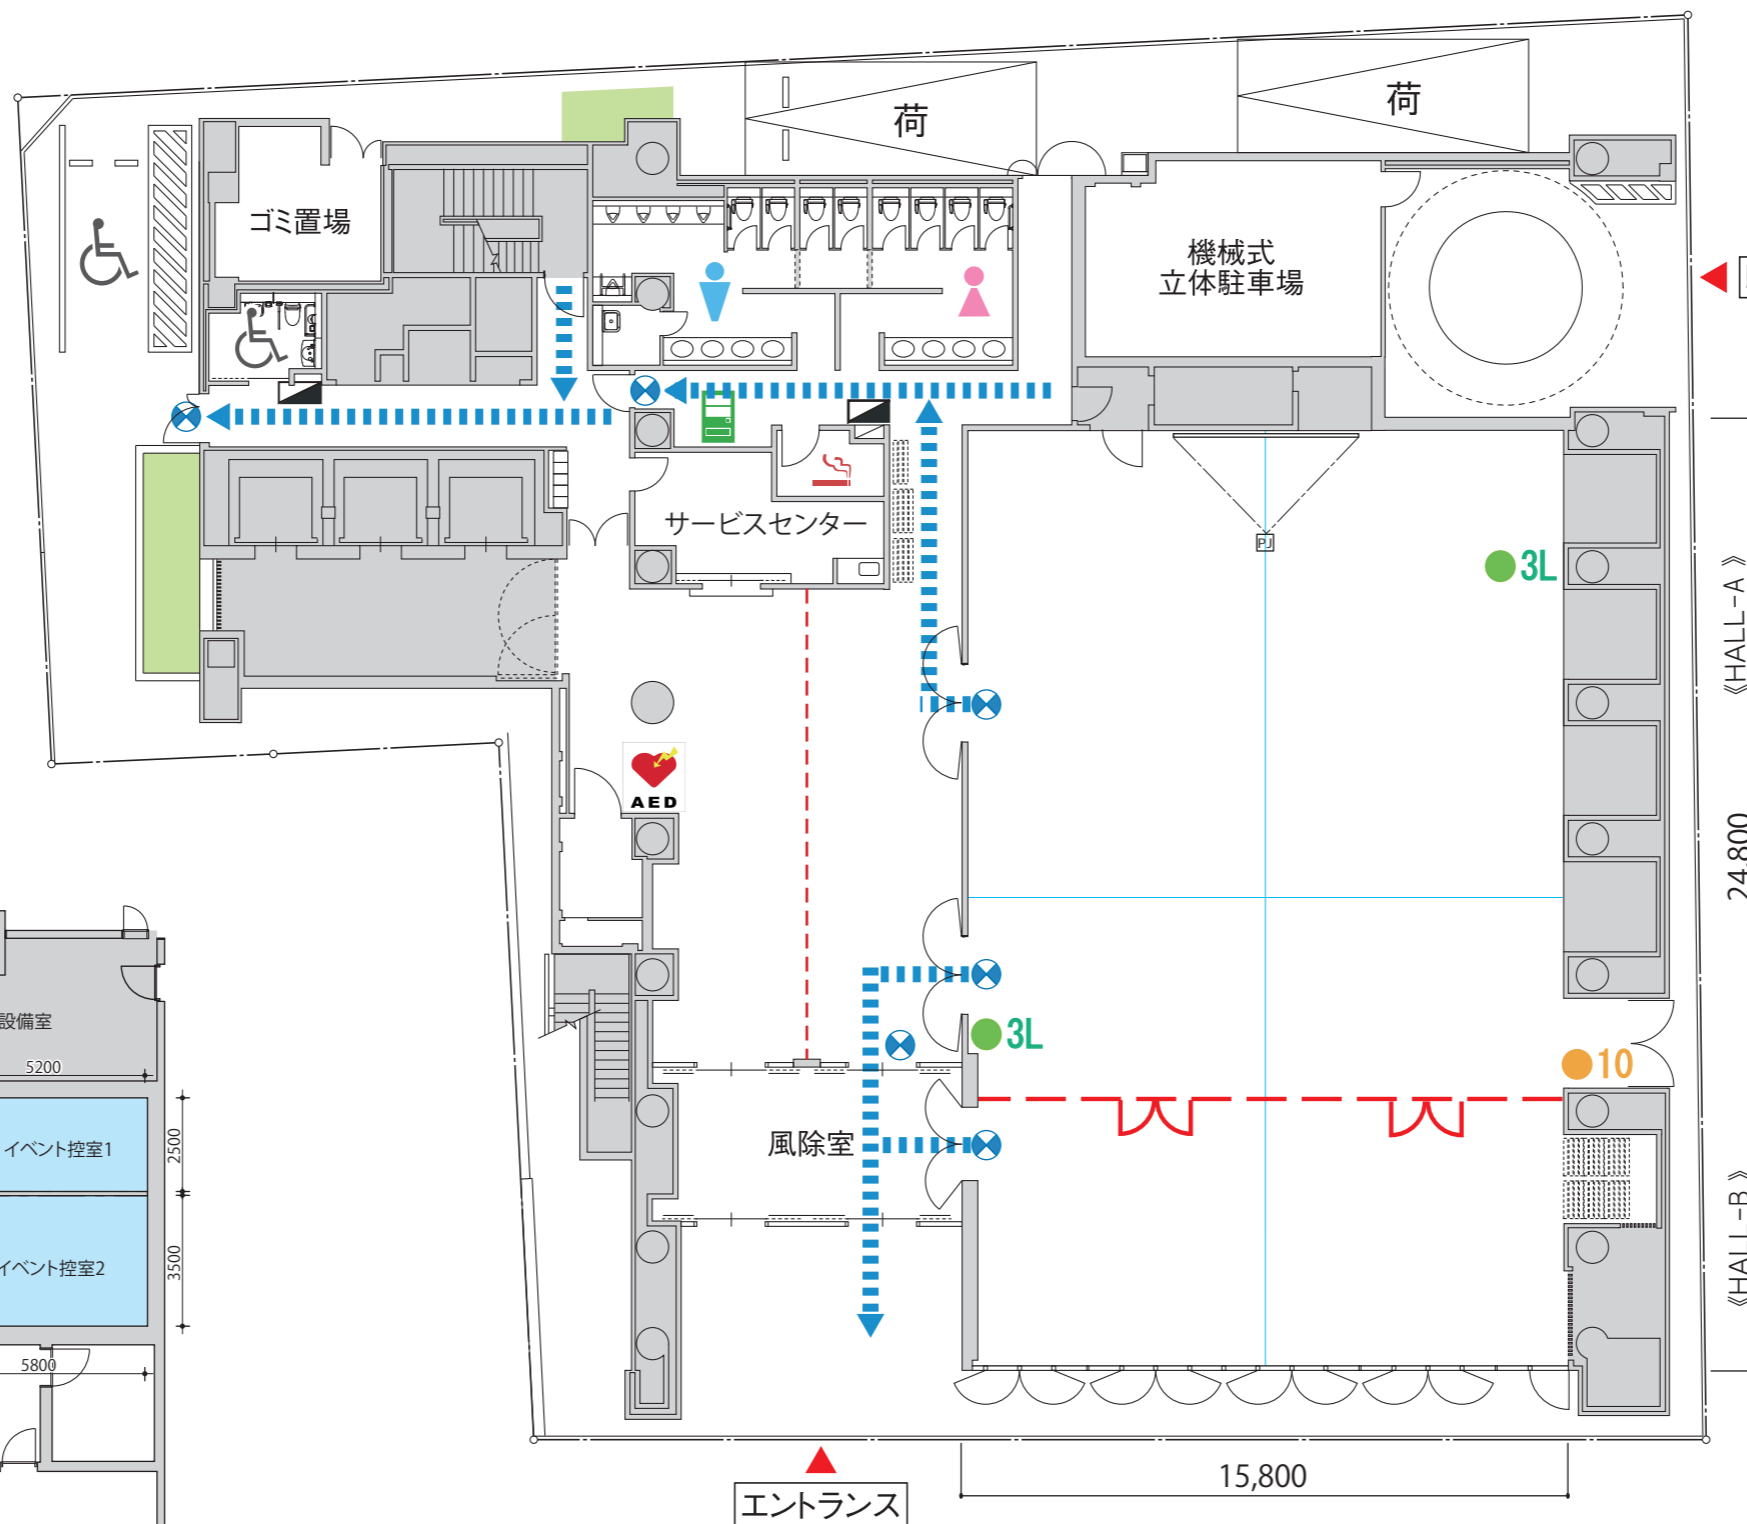 荷
荷
ゴミ置場
機械式
立体駐車場
サービスセンター
PJ
3L
《HALL-A》
AED
24,800
設備室
5200
3L
10
イベント控室1
2500
風除室
イベント控室2
3500
《HALL-B》
5800
15,800
エントランス